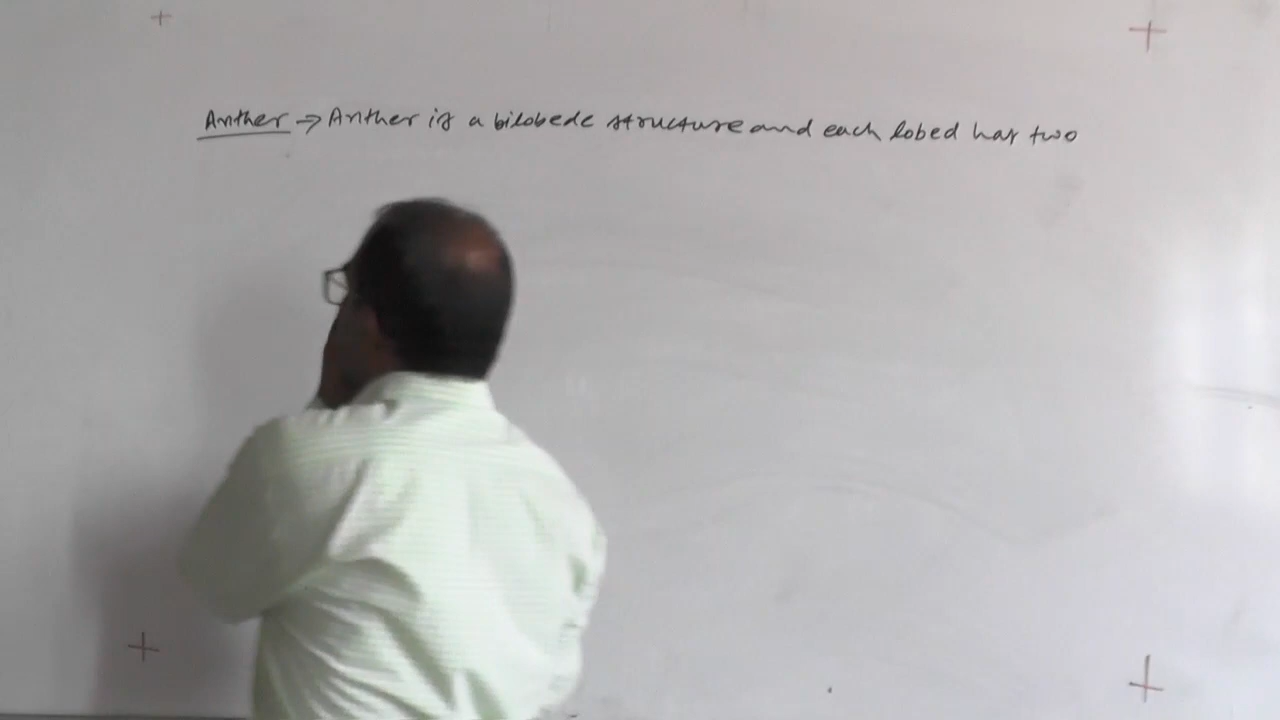 Anther → Anther is a bilobede structure and each lobed has two